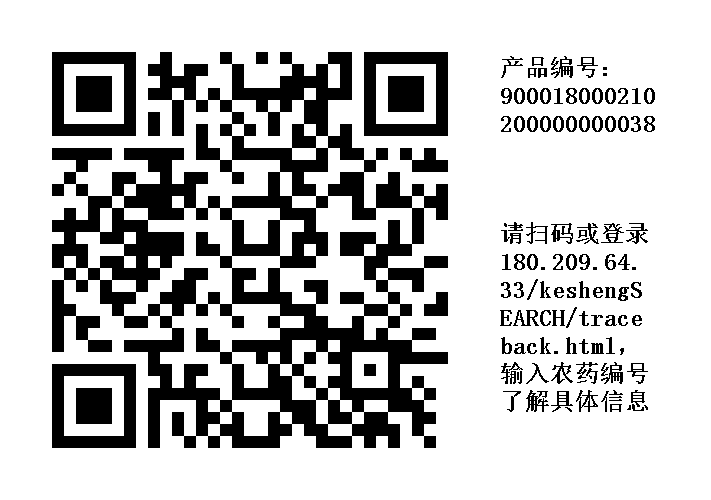 产品编号：
900018000210
200000000038
请扫码或登录
180.209.64.
33/keshengS
EARCH/trace
back.html，
输入农药编号
了解具体信息